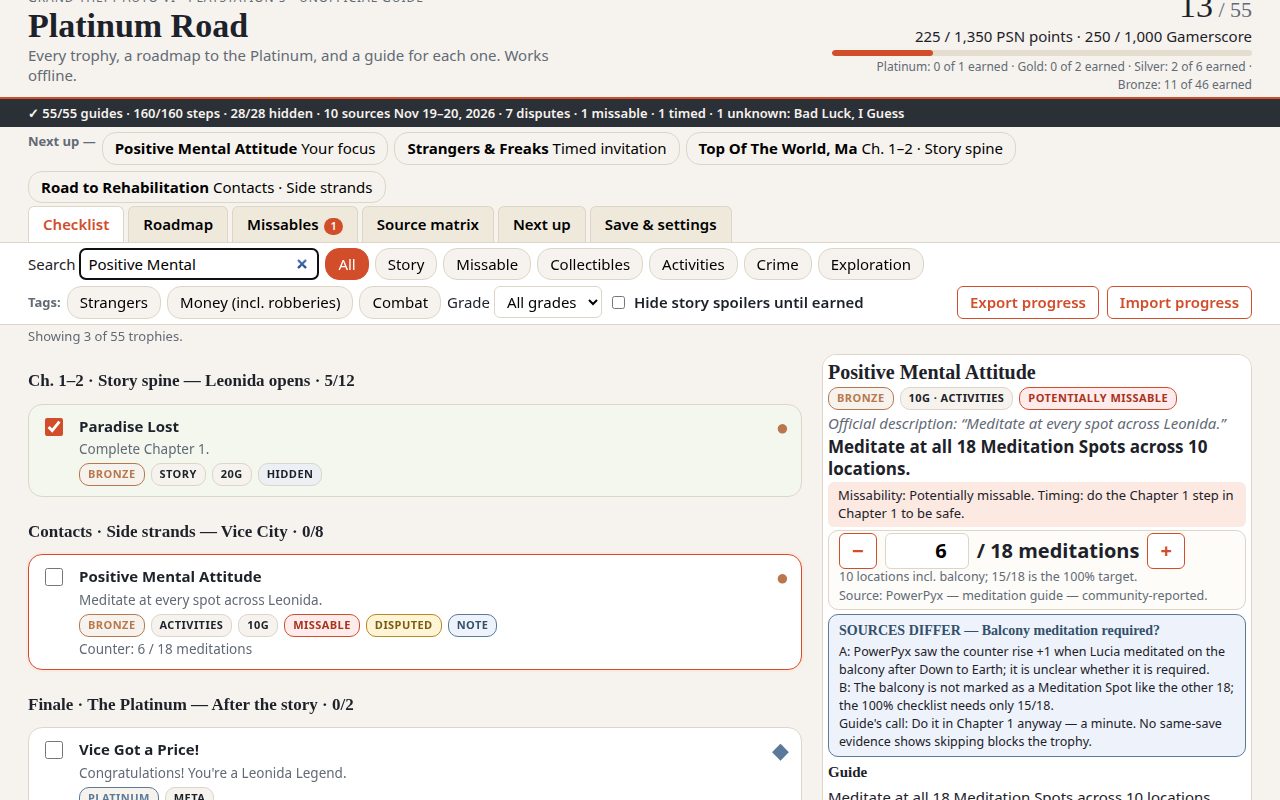 Platinum Road
Every trophy, a roadmap to the Platinum, and a guide for each one. Works
offline.
13 / 55
225 / 1,350 PSN points · 250 / 1,000 Gamerscore
Platinum: 0 of 1 earned · Gold: 0 of 2 earned · Silver: 2 of 6 earned ·
Bronze: 11 of 46 earned
✓ 55/55 guides · 160/160 steps · 28/28 hidden · 10 sources Nov 19–20, 2026 · 7 disputes · 1 missable · 1 timed · 1 unknown: Bad Luck, I Guess
Next up —
Positive Mental Attitude Your focus
Strangers & Freaks Timed invitation
Top Of The World, Ma Ch. 1–2 · Story spine
Road to Rehabilitation Contacts · Side strands
Checklist
Roadmap
Missables 1
Source matrix
Next up
Save & settings
Search Positive Mental ✕
All
Story
Missable
Collectibles
Activities
Crime
Exploration
Tags:
Strangers
Money (incl. robberies)
Combat
Grade All grades
Hide story spoilers until earned
Export progress
Import progress
Showing 3 of 55 trophies.
Ch. 1–2 · Story spine — Leonida opens · 5/12
Paradise Lost
Complete Chapter 1.
BRONZE STORY 20G HIDDEN
Contacts · Side strands — Vice City · 0/8
Positive Mental Attitude
Meditate at every spot across Leonida.
BRONZE ACTIVITIES 10G MISSABLE DISPUTED NOTE
Counter: 6 / 18 meditations
Finale · The Platinum — After the story · 0/2
Vice Got a Price!
Congratulations! You're a Leonida Legend.
PLATINUM META
Positive Mental Attitude
BRONZE 10G · ACTIVITIES POTENTIALLY MISSABLE
Official description: “Meditate at every spot across Leonida.”
Meditate at all 18 Meditation Spots across 10
locations.
Missability: Potentially missable. Timing: do the Chapter 1 step in
Chapter 1 to be safe.
− 6 / 18 meditations +
10 locations incl. balcony; 15/18 is the 100% target.
Source: PowerPyx — meditation guide — community-reported.
SOURCES DIFFER — Balcony meditation required?
A: PowerPyx saw the counter rise +1 when Lucia meditated on the
balcony after Down to Earth; it is unclear whether it is required.
B: The balcony is not marked as a Meditation Spot like the other 18;
the 100% checklist needs only 15/18.
Guide's call: Do it in Chapter 1 anyway — a minute. No same-save
evidence shows skipping blocks the trophy.
Guide
Meditate at all 18 Meditation Spots across 10 locations.